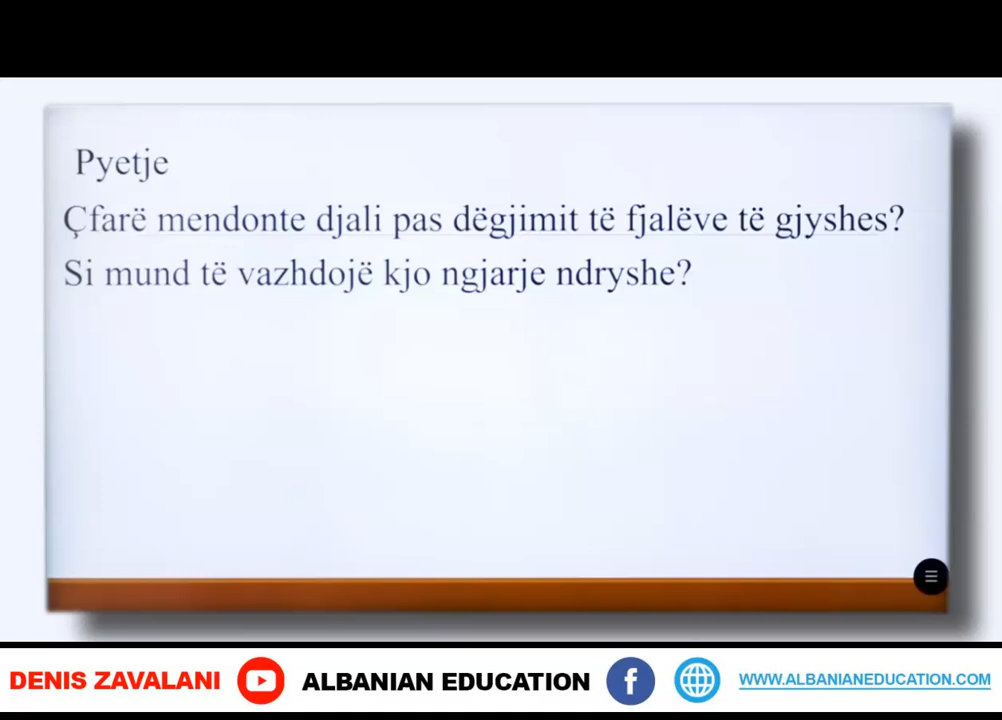 Pyetje
Çfarë mendonte djali pas dëgjimit të fjalëve të gjyshes?
Si mund të vazhdojë kjo ngjarje ndryshe?
DENIS ZAVALANI ALBANIAN EDUCATION f WWW.ALBANIANEDUCATION.COM